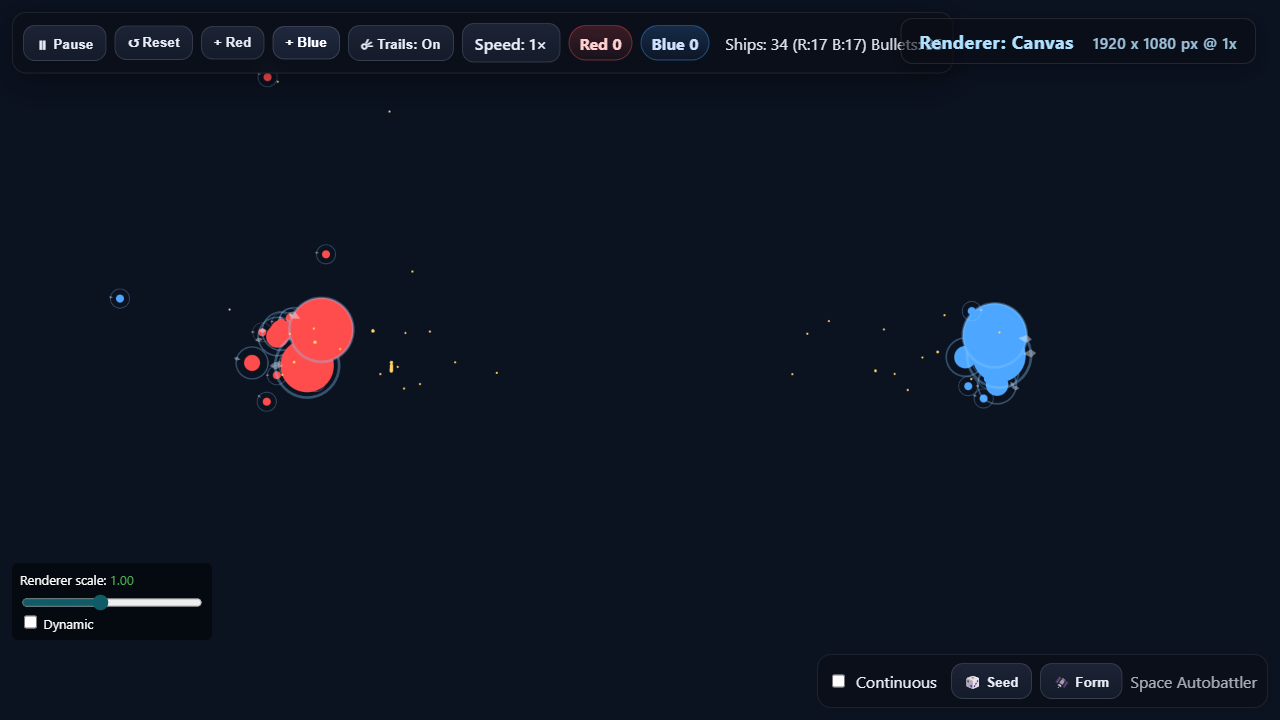 ⏸ Pause
↺ Reset
+ Red
+ Blue
☄ Trails: On
Speed: 1×
Red 0
Blue 0
Ships: 34 (R:17 B:17) Bullets:
Renderer: Canvas
1920 x 1080 px @ 1x
Renderer scale: 1.00
Dynamic
Continuous
🎲 Seed
Form
Space Autobattler